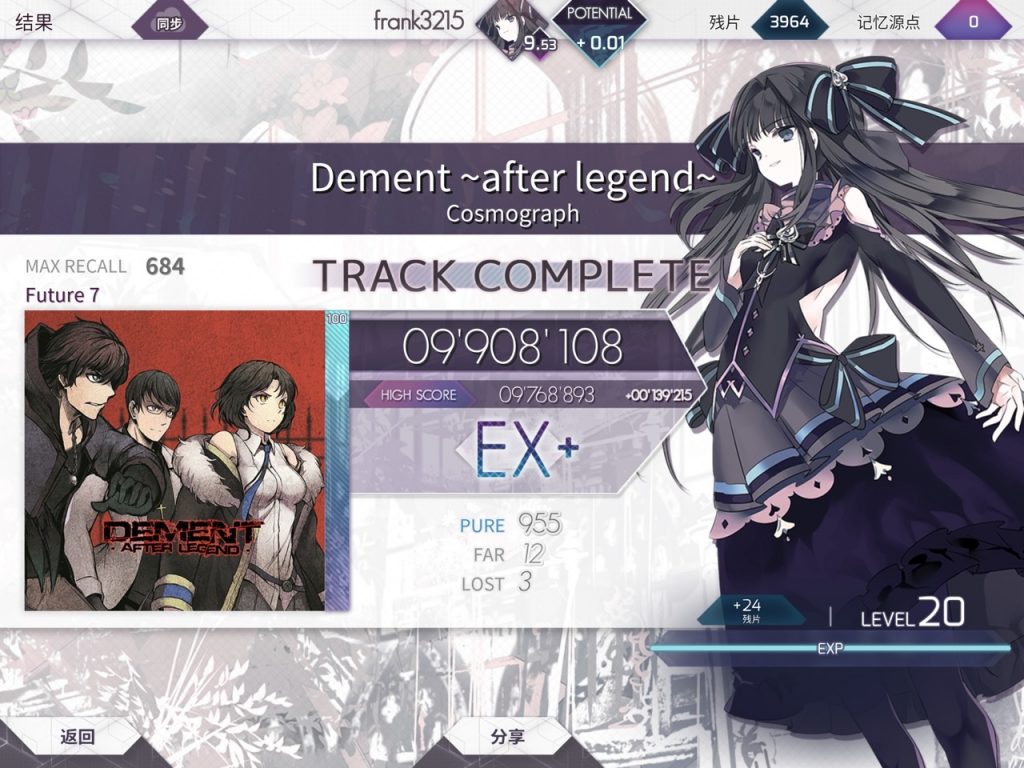 结果
同步
frank3215
9.53
POTENTIAL
+ 0.01
残片
3964
记忆源点
0
Dement ~after legend~
Cosmograph
MAX RECALL 684
TRACK COMPLETE
Future 7
100
09'908'108
HIGH SCORE 09'768'893 +00'139'215
EX+
DEMENT
- AFTER LEGEND -
PURE 955
FAR 12
LOST 3
+24
残片
LEVEL 20
EXP
返回
分享